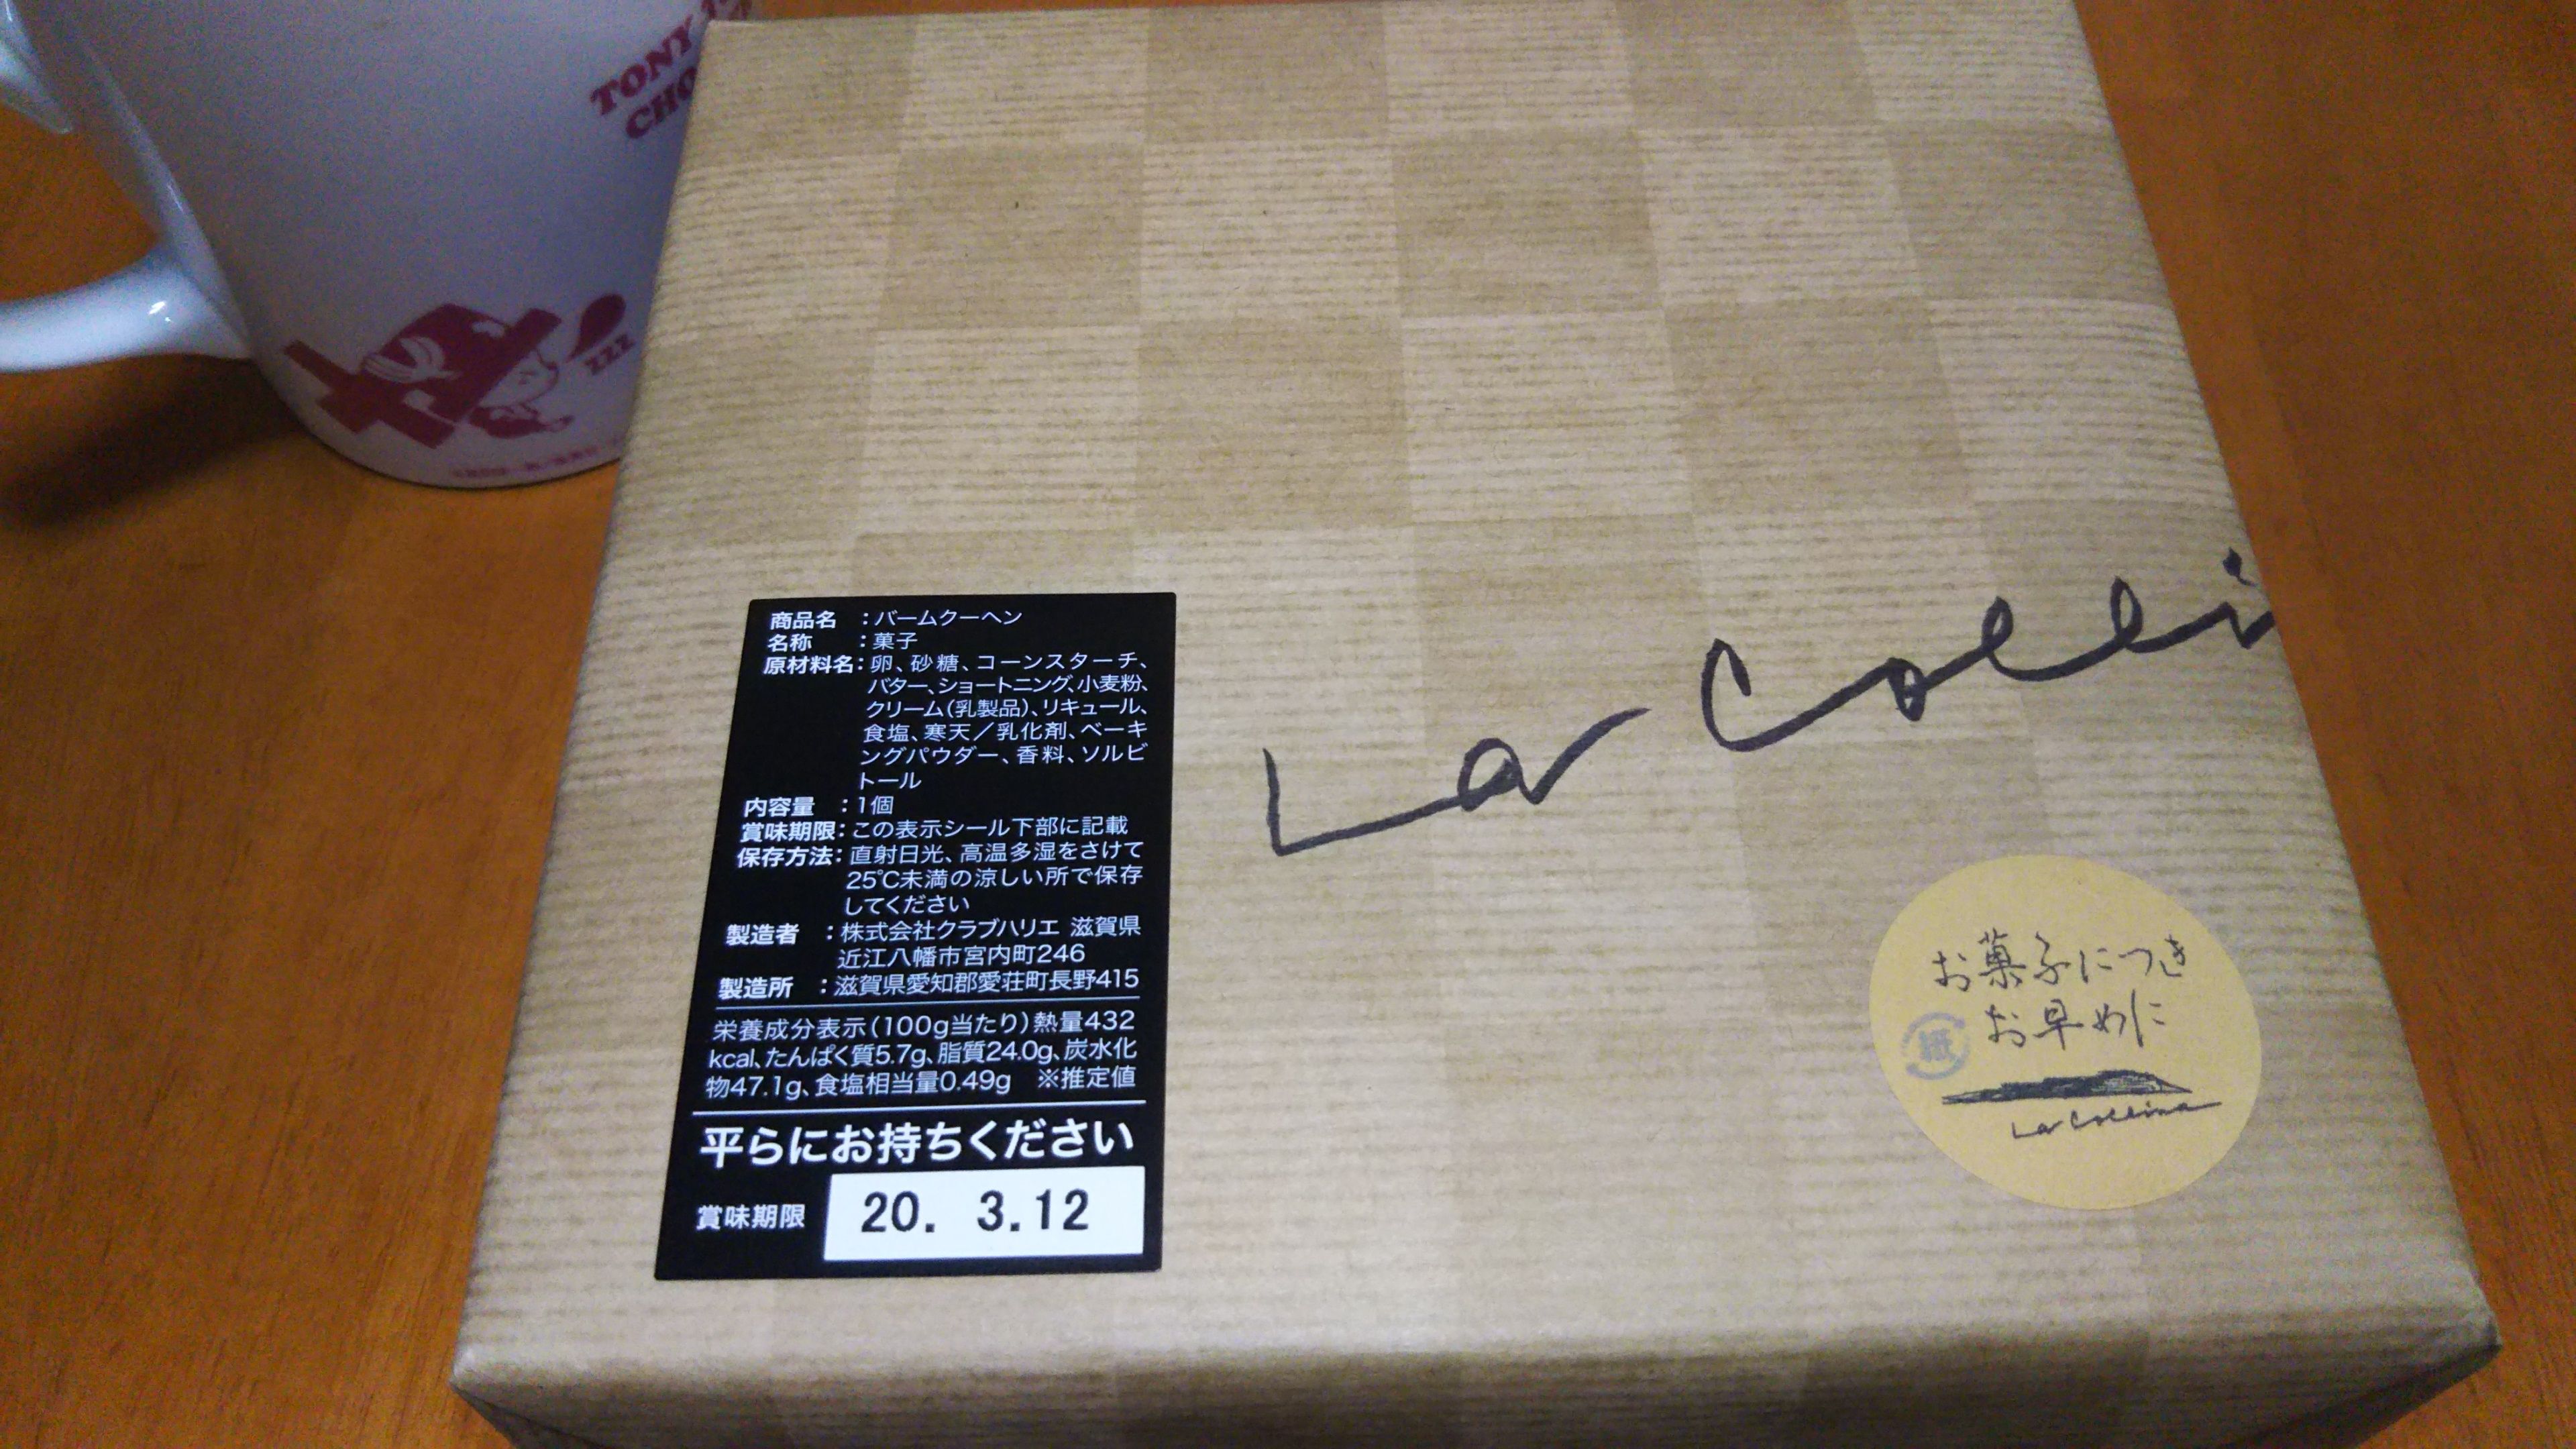 TONY
ZZZ
商品名　：バームクーヘン
名称　　：菓子
原材料名：卵、砂糖、コーンスターチ、
バター、ショートニング、小麦粉、
クリーム(乳製品)、リキュール、
食塩、寒天／乳化剤、ベーキ
ングパウダー、香料、ソルビ
トール
内容量　：1個
賞味期限：この表示シール下部に記載
保存方法：直射日光、高温多湿をさけて
25℃未満の涼しい所で保存
してください
製造者　：株式会社クラブハリエ 滋賀県
近江八幡市宮内町246
製造所　：滋賀県愛知郡愛荘町長野415
栄養成分表示(100g当たり)熱量432
kcal、たんぱく質5.7g、脂質24.0g、炭水化
物47.1g、食塩相当量0.49g　※推定値
平らにお持ちください
賞味期限 20. 3.12
La Colli
お菓子につき
お早めに
紙
La Collina